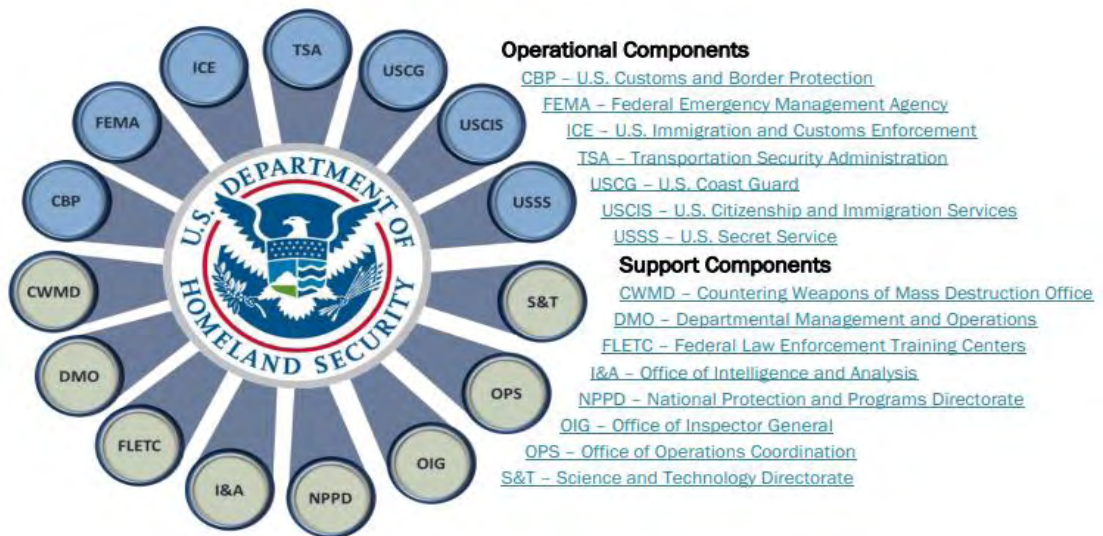 TSA
ICE
USCG
FEMA
USCIS
CBP
USSS
CWMD
S&T
DMO
OPS
FLETC
OIG
I&A
NPPD
U.S. DEPARTMENT OF
HOMELAND SECURITY
Operational Components
CBP – U.S. Customs and Border Protection
FEMA – Federal Emergency Management Agency
ICE – U.S. Immigration and Customs Enforcement
TSA – Transportation Security Administration
USCG – U.S. Coast Guard
USCIS – U.S. Citizenship and Immigration Services
USSS – U.S. Secret Service
Support Components
CWMD – Countering Weapons of Mass Destruction Office
DMO – Departmental Management and Operations
FLETC – Federal Law Enforcement Training Centers
I&A – Office of Intelligence and Analysis
NPPD – National Protection and Programs Directorate
OIG – Office of Inspector General
OPS – Office of Operations Coordination
S&T – Science and Technology Directorate